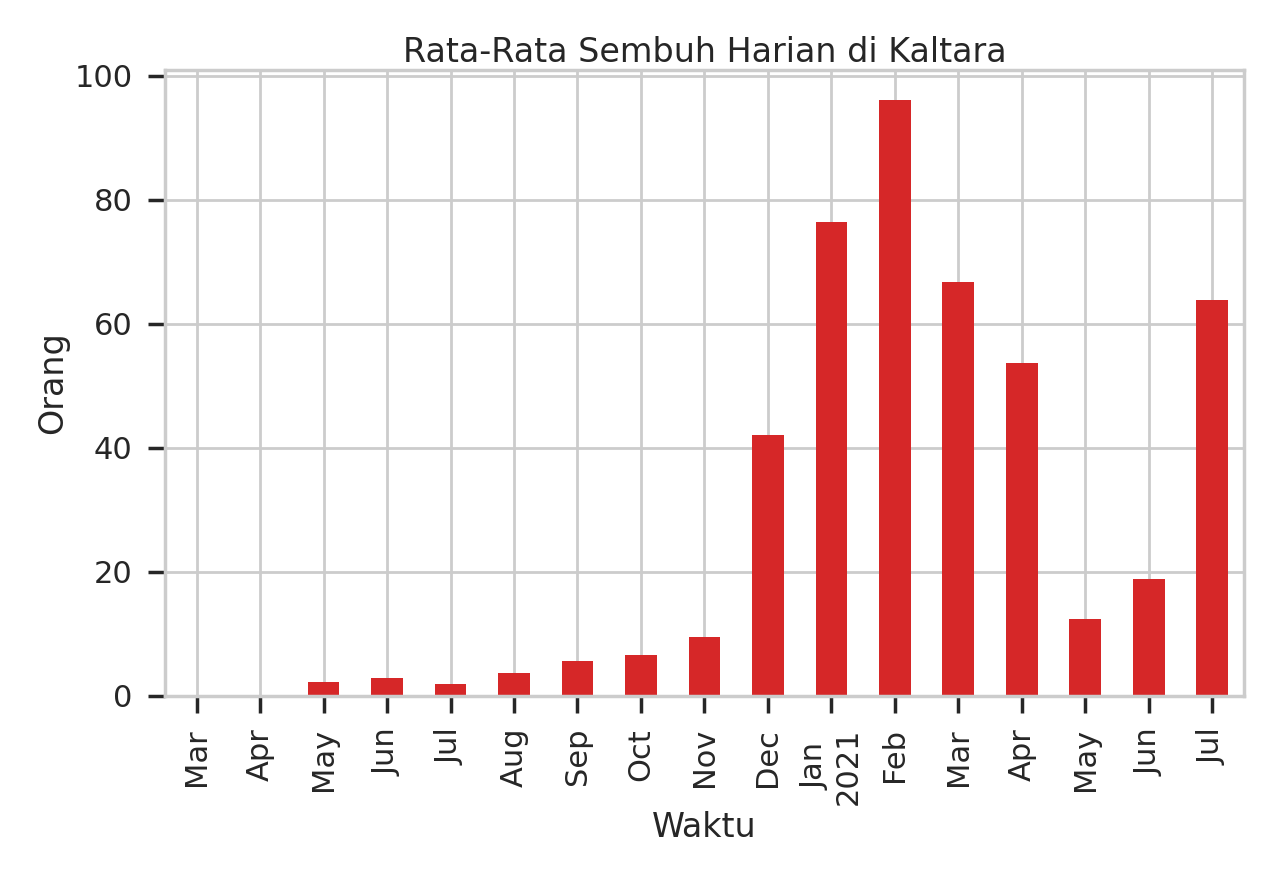 Rata-Rata Sembuh Harian di Kaltara
100
80
60
40
20
0
Orang
Mar
Apr
May
Jun
Jul
Aug
Sep
Oct
Nov
Dec
Jan
2021
Feb
Mar
Apr
May
Jun
Jul
Waktu